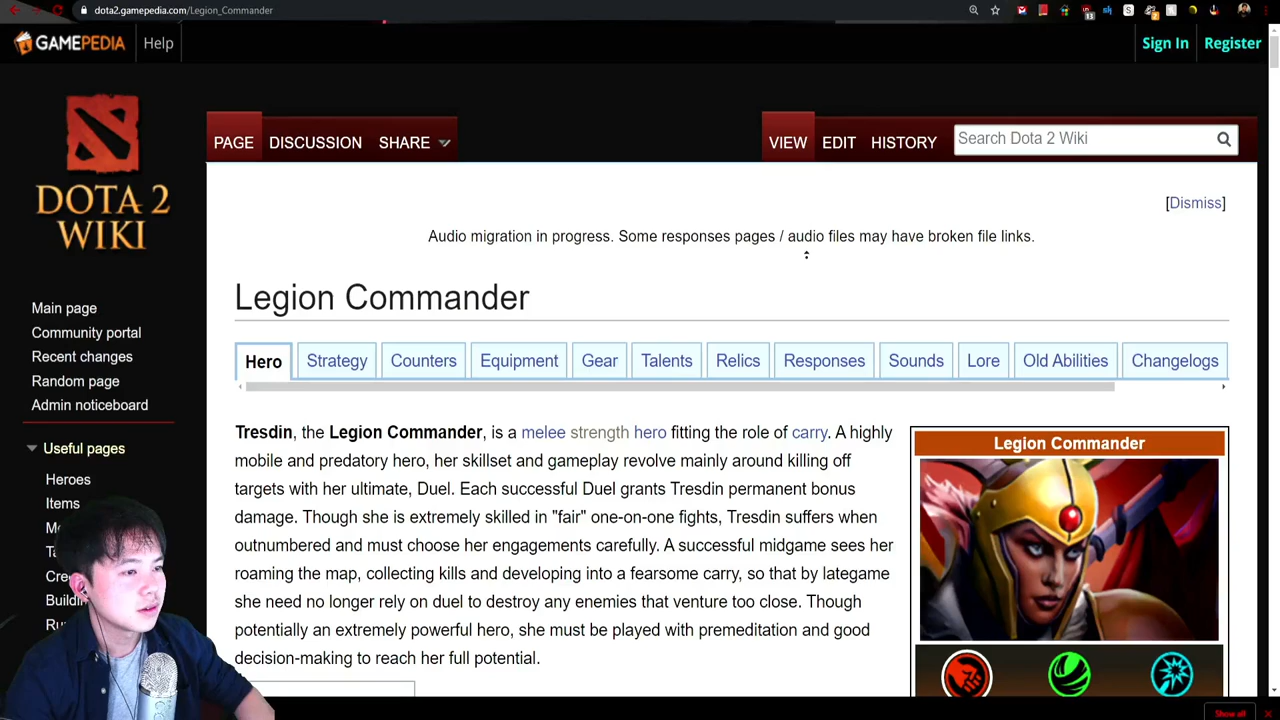 dota2.gamepedia.com/Legion_Commander
GAMEPEDIA
Help
Sign In
Register
DOTA 2
WIKI
PAGE
DISCUSSION
SHARE
VIEW
EDIT
HISTORY
Search Dota 2 Wiki
[Dismiss]
Audio migration in progress. Some responses pages / audio files may have broken file links.
Legion Commander
Hero
Strategy
Counters
Equipment
Gear
Talents
Relics
Responses
Sounds
Lore
Old Abilities
Changelogs
Main page
Community portal
Recent changes
Random page
Admin noticeboard
Useful pages
Heroes
Items
Tresdin, the Legion Commander, is a melee strength hero fitting the role of carry. A highly
mobile and predatory hero, her skillset and gameplay revolve mainly around killing off
targets with her ultimate, Duel. Each successful Duel grants Tresdin permanent bonus
damage. Though she is extremely skilled in "fair" one-on-one fights, Tresdin suffers when
outnumbered and must choose her engagements carefully. A successful midgame sees her
roaming the map, collecting kills and developing into a fearsome carry, so that by lategame
she need no longer rely on duel to destroy any enemies that venture too close. Though
potentially an extremely powerful hero, she must be played with premeditation and good
decision-making to reach her full potential.
Legion Commander
Show all